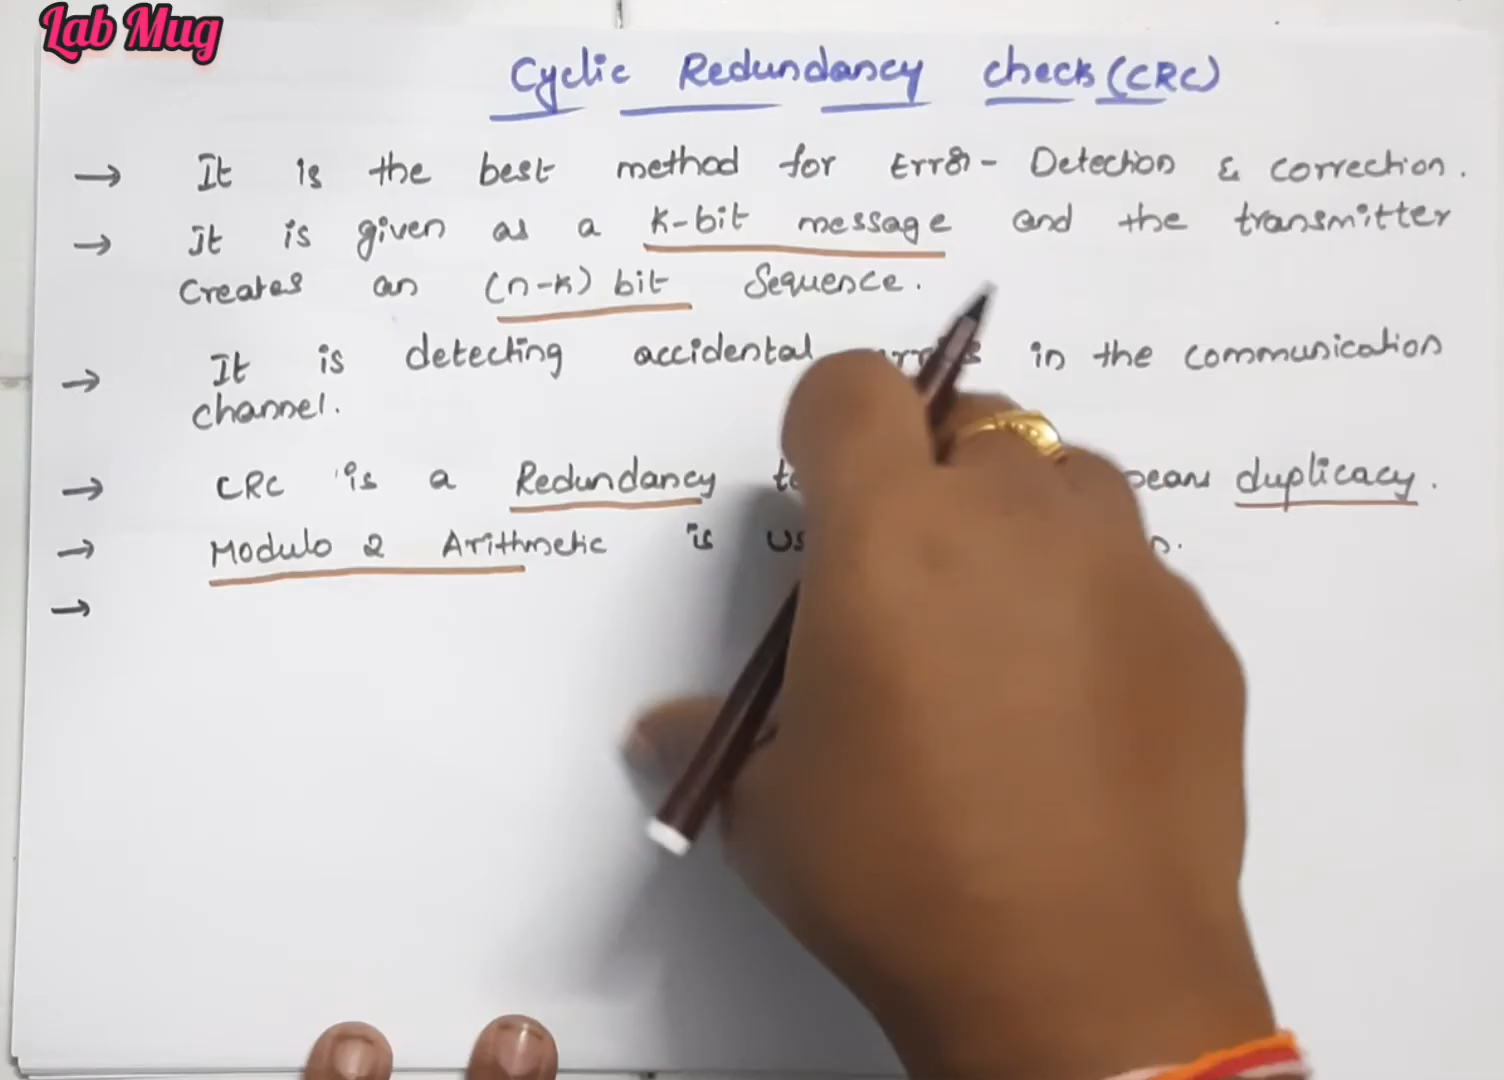 Lab Mug
Cyclic Redundancy check (CRC)
→ It is the best method for Error - Detection & correction.
→ It is given as a k-bit message and the transmitter
creates an (n-k) bit Sequence.
→ It is detecting accidental in the communication
channel.
→ CRC is a Redundancy duplicacy.
→ Modulo 2 Arithmetic is
→